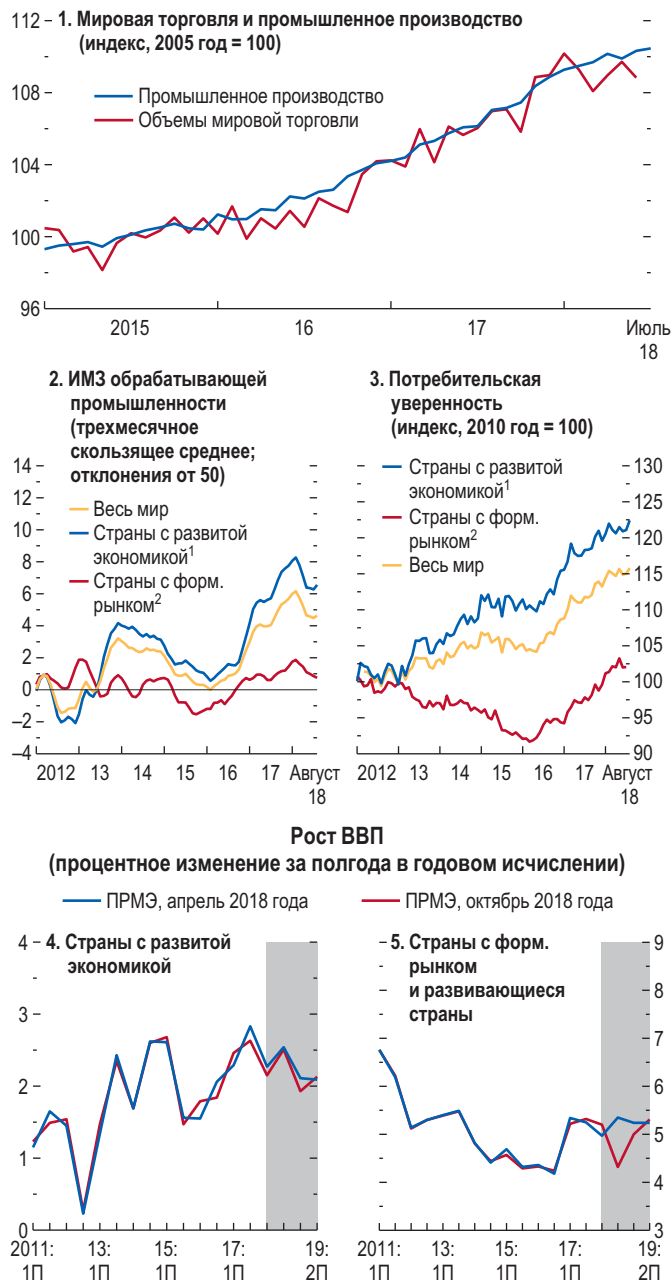 1. Мировая торговля и промышленное производство
(индекс, 2005 год = 100)
112
108
104
100
96
Промышленное производство
Объемы мировой торговли
2015
16
17
Июль
18
2. ИМЗ обрабатывающей
промышленности
(трехмесячное
скользящее среднее;
отклонения от 50)
14
12
10
8
6
4
2
0
–2
–4
Весь мир
Страны с развитой
экономикой¹
Страны с форм.
рынком²
2012
13
14
15
16
17
Август
18
3. Потребительская
уверенность
(индекс, 2010 год = 100)
Страны с развитой
экономикой¹
Страны с форм.
рынком²
Весь мир
130
125
120
115
110
105
100
95
90
2012
13
14
15
16
17
Август
18
Рост ВВП
(процентное изменение за полгода в годовом исчислении)
ПРМЭ, апрель 2018 года
ПРМЭ, октябрь 2018 года
4. Страны с развитой
экономикой
4
3
2
1
0
2011:
1П
13:
1П
15:
1П
17:
1П
19:
2П
5. Страны с форм.
рынком
и развивающиеся
страны
9
8
7
6
5
4
3
2011:
1П
13:
1П
15:
1П
17:
1П
19:
2П